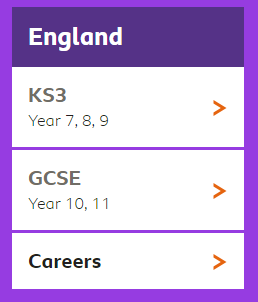 England
KS3
Year 7, 8, 9
GCSE
Year 10, 11
Careers